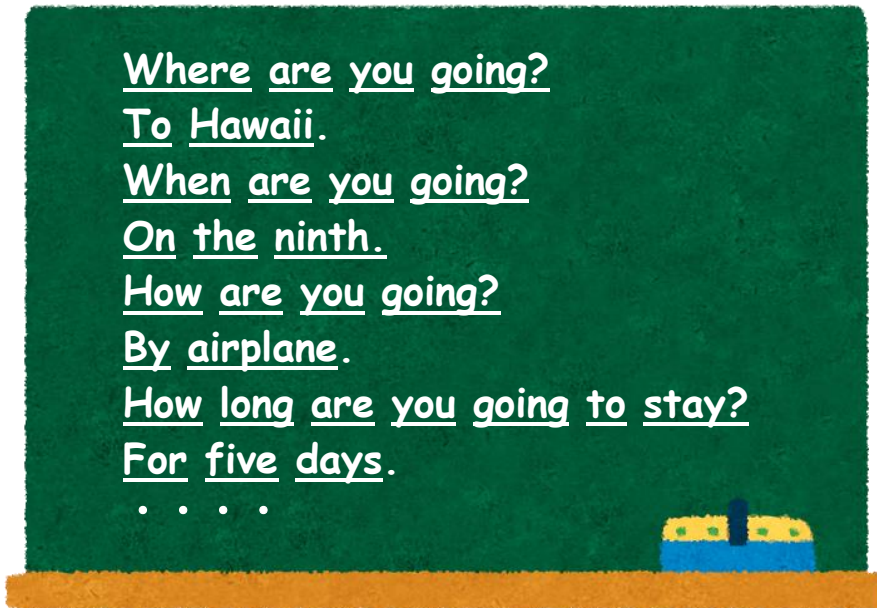 Where are you going?
To Hawaii.
When are you going?
On the ninth.
How are you going?
By airplane.
How long are you going to stay?
For five days.
・・・・